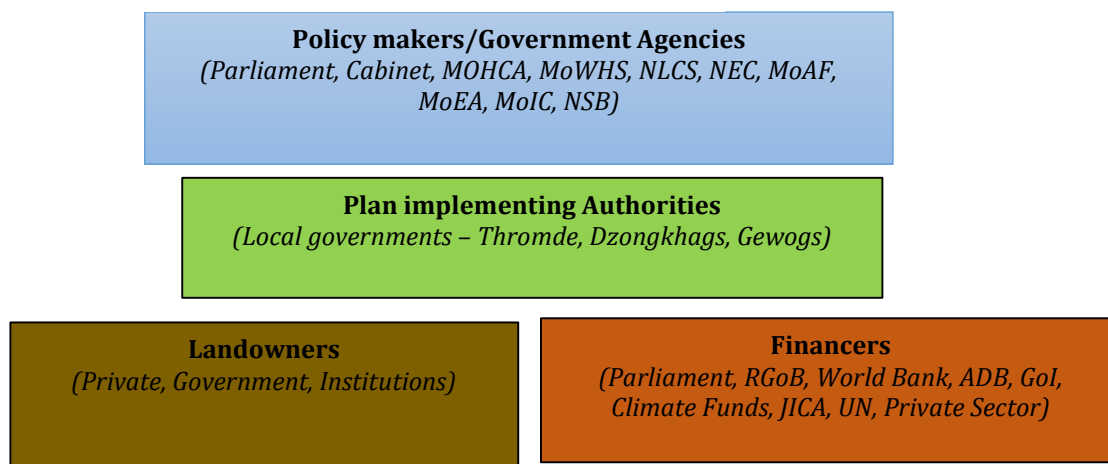 Policy makers/Government Agencies
(Parliament, Cabinet, MOHCA, MoWHS, NLCS, NEC, MoAF,
MoEA, MoIC, NSB)
Plan implementing Authorities
(Local governments – Thromde, Dzongkhags, Gewogs)
Landowners
(Private, Government, Institutions)
Financers
(Parliament, RGoB, World Bank, ADB, GoI,
Climate Funds, JICA, UN, Private Sector)